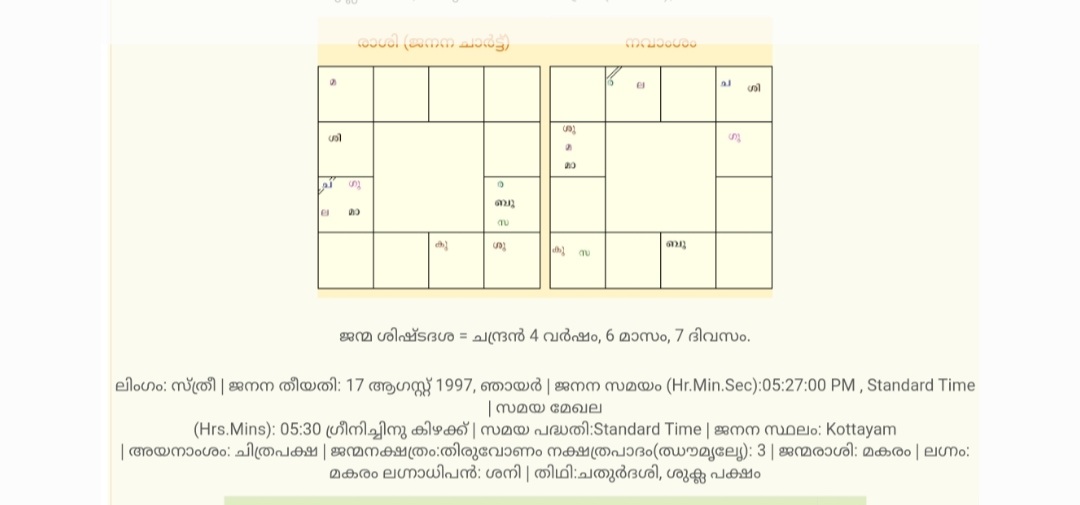 രാശി (ജനന ചാർട്ട്) നവാംശം
മ ര ല ച ശി
ശി ശു ഗു
മ
മാ
ച ഗു ര
ബു
ല മാ സ
കു ശു കു സ ബു
ജന്മ ശിഷ്ടദശ = ചന്ദ്രൻ 4 വർഷം, 6 മാസം, 7 ദിവസം.
ലിംഗം: സ്ത്രീ | ജനന തീയതി: 17 ആഗസ്റ്റ് 1997, ഞായർ | ജനന സമയം (Hr.Min.Sec):05:27:00 PM , Standard Time
| സമയ മേഖല
(Hrs.Mins): 05:30 ഗ്രീനിച്ചിനു കിഴക്ക് | സമയ പദ്ധതി:Standard Time | ജനന സ്ഥലം: Kottayam
| അയനാംശം: ചിത്രപക്ഷ | ജന്മനക്ഷത്രം:തിരുവോണം നക്ഷത്രപാദം(ഝൗമൃലേൃ): 3 | ജന്മരാശി: മകരം | ലഗ്നം:
മകരം ലഗ്നാധിപൻ: ശനി | തിഥി:ചതുർദശി, ശുക്ല പക്ഷം